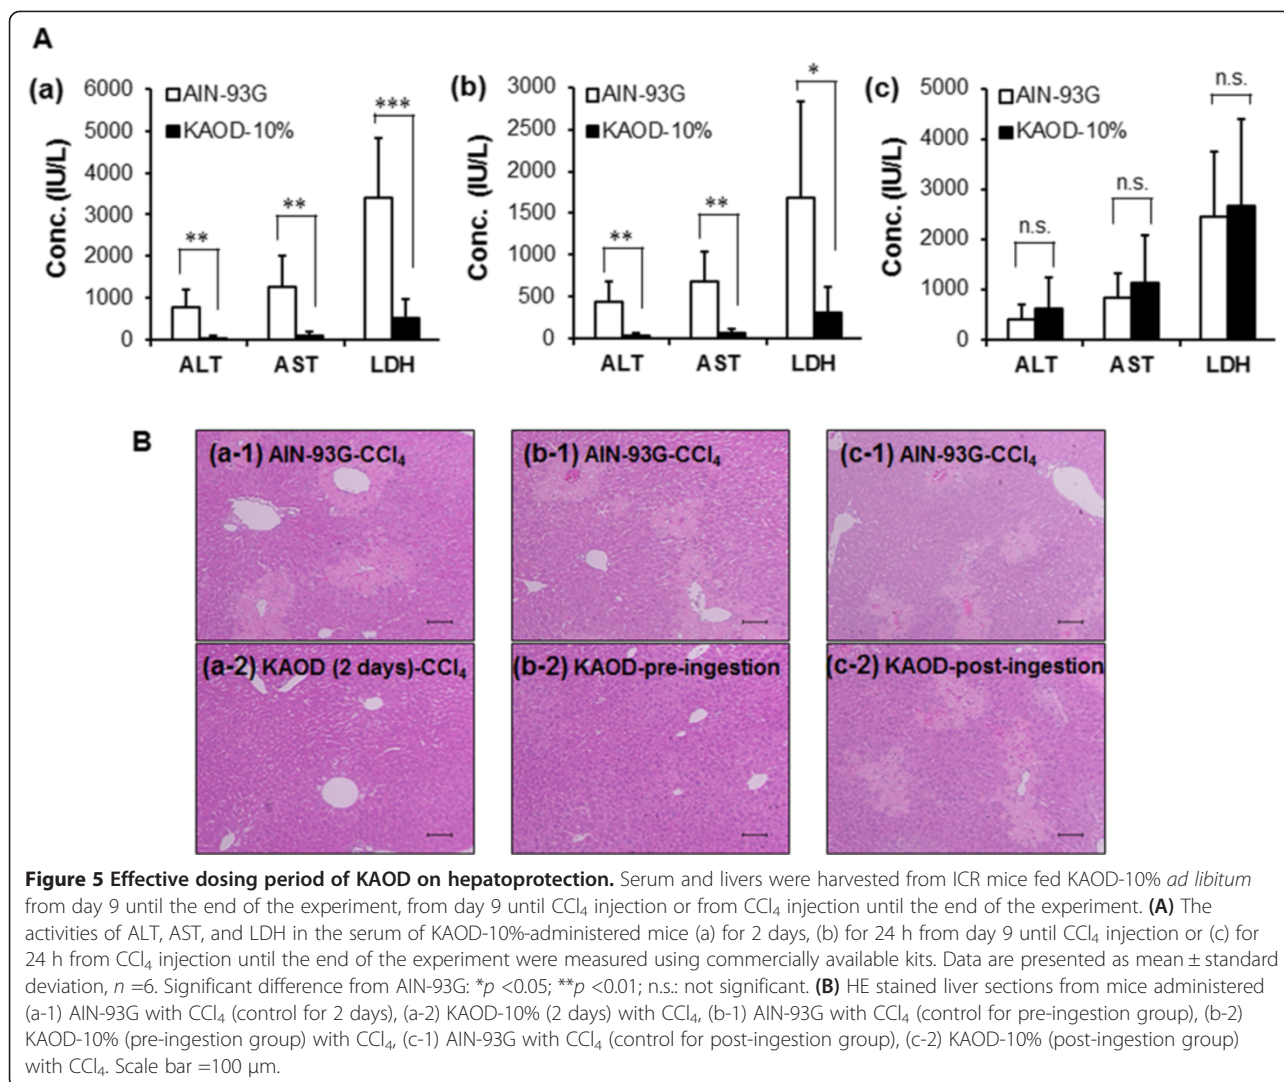 A
(a)
6000
5000
4000
3000
2000
1000
0
Conc. (IU/L)
AIN-93G
KAOD-10%
**
**
***
ALT
AST
LDH
(b)
3000
2500
2000
1500
1000
500
0
Conc. (IU/L)
AIN-93G
KAOD-10%
**
**
*
ALT
AST
LDH
(c)
5000
4000
3000
2000
1000
0
Conc. (IU/L)
AIN-93G
KAOD-10%
n.s.
n.s.
n.s.
ALT
AST
LDH
B
(a-1) AIN-93G-CCl₄
(b-1) AIN-93G-CCl₄
(c-1) AIN-93G-CCl₄
(a-2) KAOD (2 days)-CCl₄
(b-2) KAOD-pre-ingestion
(c-2) KAOD-post-ingestion
Figure 5 Effective dosing period of KAOD on hepatoprotection. Serum and livers were harvested from ICR mice fed KAOD-10% ad libitum
from day 9 until the end of the experiment, from day 9 until CCl₄ injection or from CCl₄ injection until the end of the experiment. (A) The
activities of ALT, AST, and LDH in the serum of KAOD-10%-administered mice (a) for 2 days, (b) for 24 h from day 9 until CCl₄ injection or (c) for
24 h from CCl₄ injection until the end of the experiment were measured using commercially available kits. Data are presented as mean ± standard
deviation, n =6. Significant difference from AIN-93G: *p <0.05; **p <0.01; n.s.: not significant. (B) HE stained liver sections from mice administered
(a-1) AIN-93G with CCl₄ (control for 2 days), (a-2) KAOD-10% (2 days) with CCl₄, (b-1) AIN-93G with CCl₄ (control for pre-ingestion group), (b-2)
KAOD-10% (pre-ingestion group) with CCl₄, (c-1) AIN-93G with CCl₄ (control for post-ingestion group), (c-2) KAOD-10% (post-ingestion group)
with CCl₄. Scale bar =100 μm.